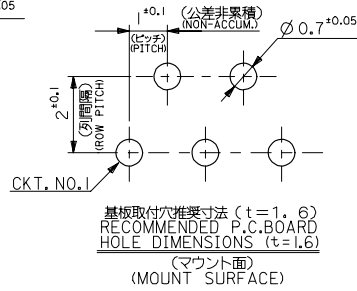 .05
1±0.1
(ピッチ)
(PITCH)
(公差非累積)
(NON-ACCUM.)
Ø0.7±0.05
2±0.1
(列間隔)
(ROW PITCH)
CKT. NO.1
基板取付穴推奨寸法 (t=1. 6)
RECOMMENDED P.C.BOARD
HOLE DIMENSIONS (t=1.6)
(マウント面)
(MOUNT SURFACE)